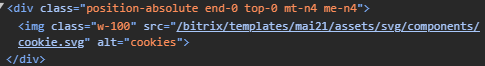 <div class="position-absolute end-0 top-0 mt-n4 me-n4">
<img class="w-100" src="/bitrix/templates/mai21/assets/svg/components/
cookie.svg" alt="cookies">
</div>